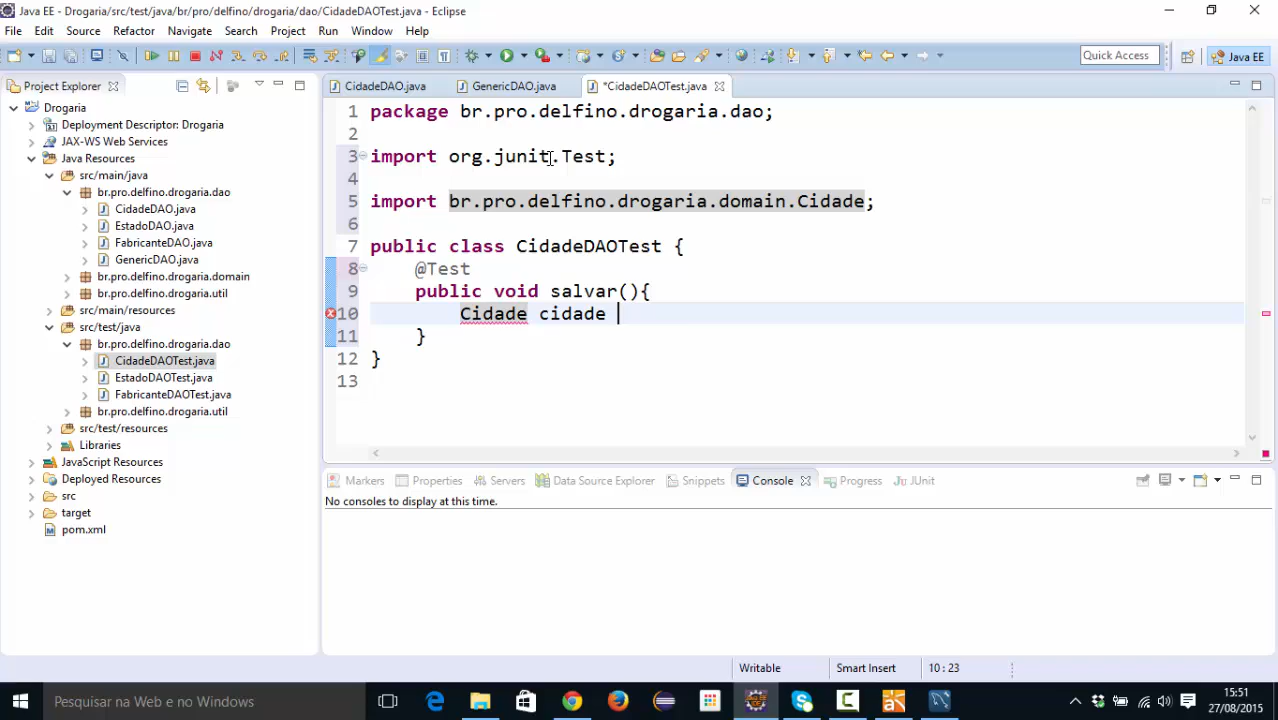 Java EE - Drogaria/src/test/java/br/pro/delfino/drogaria/dao/CidadeDAOTest.java - Eclipse
File Edit Source Refactor Navigate Search Project Run Window Help
Quick Access
Java EE
Project Explorer
CidadeDAO.java
GenericDAO.java
*CidadeDAOTest.java
Drogaria
Deployment Descriptor: Drogaria
JAX-WS Web Services
Java Resources
src/main/java
br.pro.delfino.drogaria.dao
CidadeDAO.java
EstadoDAO.java
FabricanteDAO.java
GenericDAO.java
br.pro.delfino.drogaria.domain
br.pro.delfino.drogaria.util
src/main/resources
src/test/java
br.pro.delfino.drogaria.dao
CidadeDAOTest.java
EstadoDAOTest.java
FabricanteDAOTest.java
br.pro.delfino.drogaria.util
src/test/resources
Libraries
JavaScript Resources
Deployed Resources
src
target
pom.xml
1 package br.pro.delfino.drogaria.dao;
2
3 import org.junit.Test;
4
5 import br.pro.delfino.drogaria.domain.Cidade;
6
7 public class CidadeDAOTest {
8 @Test
9 public void salvar(){
10 Cidade cidade
11 }
12 }
13
Markers Properties Servers Data Source Explorer Snippets Console Progress JUnit
No consoles to display at this time.
Writable
Smart Insert
10 : 23
Pesquisar na Web e no Windows
15:51
27/08/2015